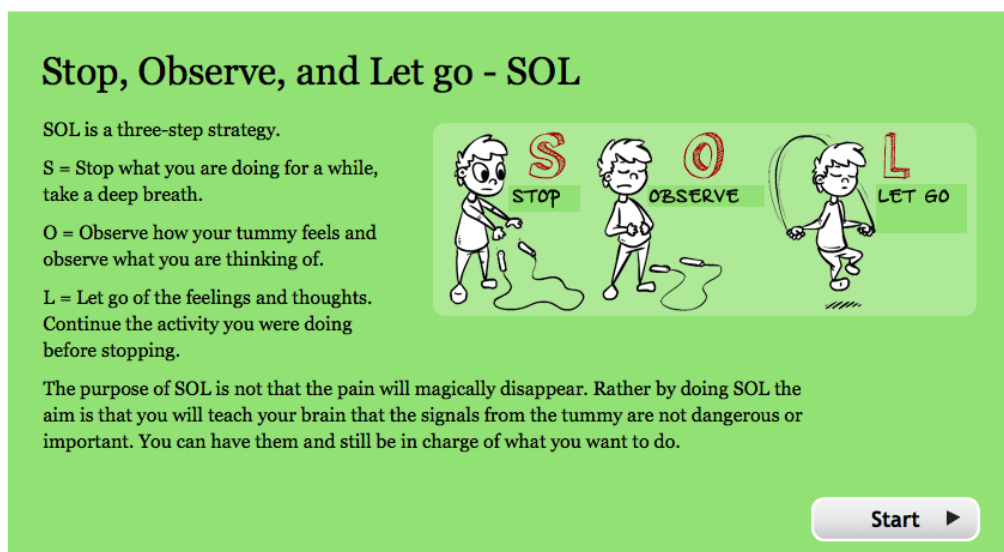 Stop, Observe, and Let go - SOL
SOL is a three-step strategy.
S = Stop what you are doing for a while,
take a deep breath.
O = Observe how your tummy feels and
observe what you are thinking of.
L = Let go of the feelings and thoughts.
Continue the activity you were doing
before stopping.
S
STOP
O
OBSERVE
L
LET GO
The purpose of SOL is not that the pain will magically disappear. Rather by doing SOL the
aim is that you will teach your brain that the signals from the tummy are not dangerous or
important. You can have them and still be in charge of what you want to do.
Start